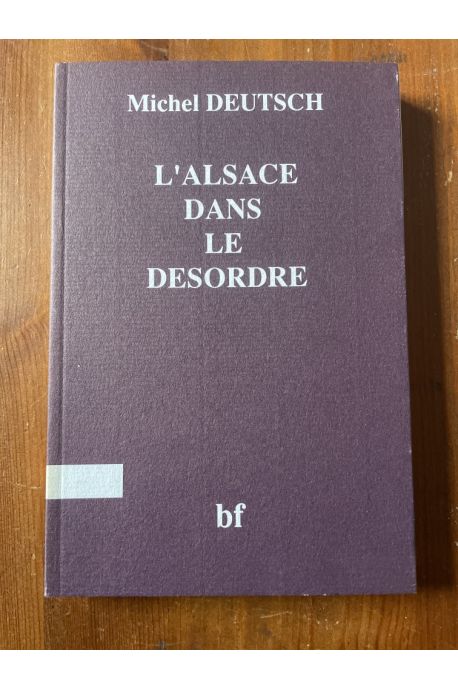 Michel DEUTSCH
L'ALSACE
DANS
LE
DESORDRE
bf